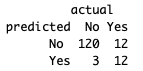 actual
predicted No Yes
No 120 12
Yes 3 12